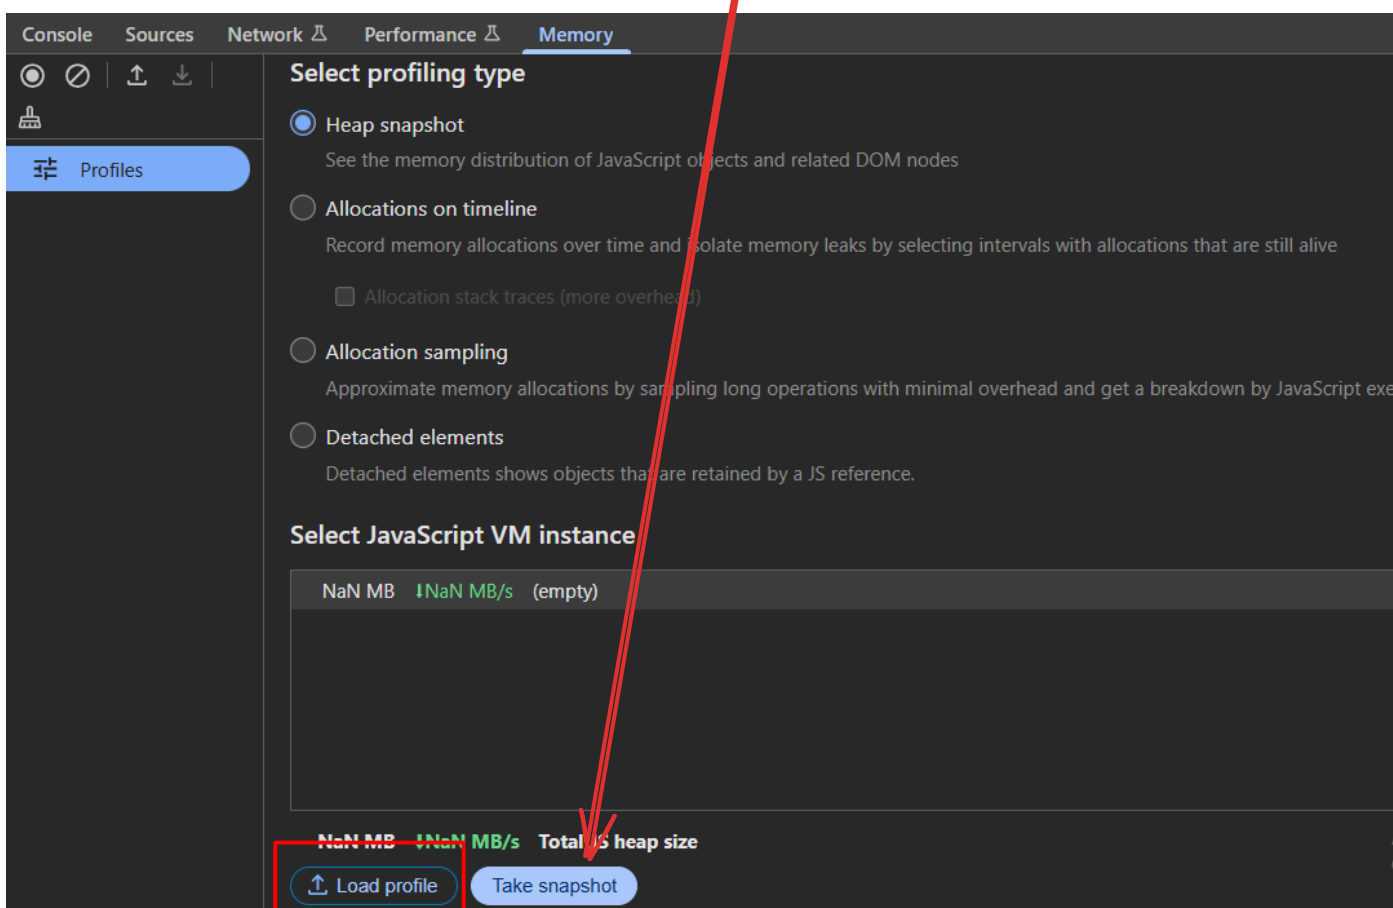 Console Sources Network Performance Memory
Select profiling type
Profiles
Heap snapshot
See the memory distribution of JavaScript objects and related DOM nodes
Allocations on timeline
Record memory allocations over time and isolate memory leaks by selecting intervals with allocations that are still alive
Allocation stack traces (more overhead)
Allocation sampling
Approximate memory allocations by sampling long operations with minimal overhead and get a breakdown by JavaScript exe
Detached elements
Detached elements shows objects that are retained by a JS reference.
Select JavaScript VM instance
NaN MB ↓NaN MB/s (empty)
NaN MB ↓NaN MB/s Total JS heap size
Load profile Take snapshot